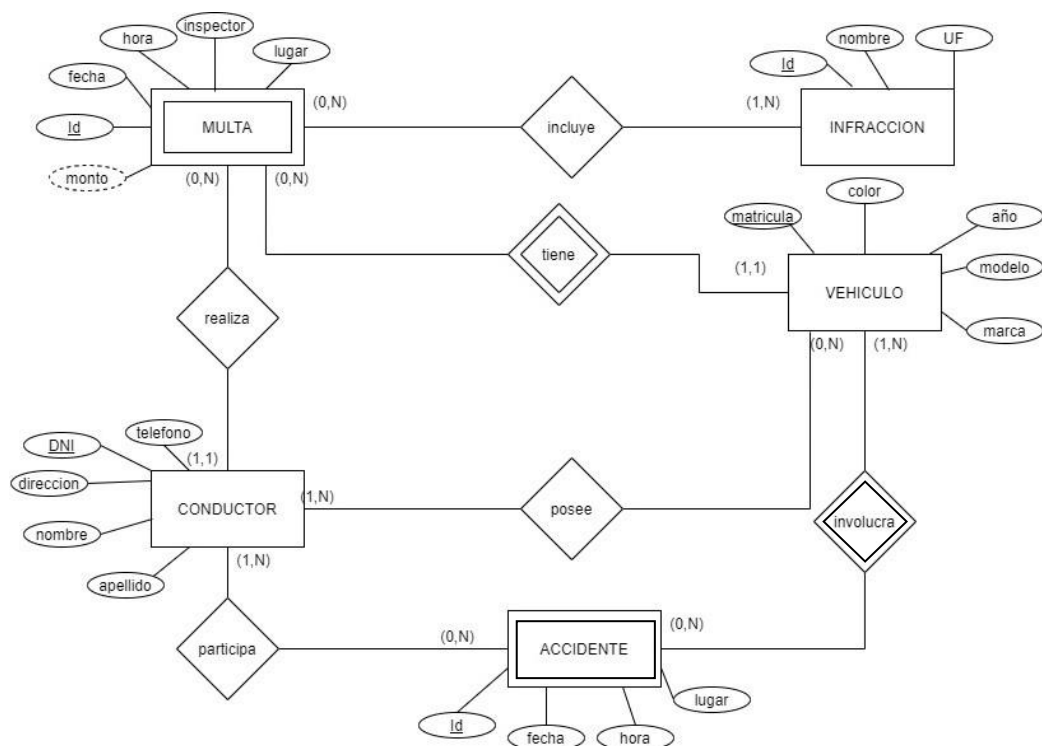 inspector
hora
lugar
fecha
Id
monto
MULTA
(0,N)
(0,N)
(0,N)
incluye
(1,N)
nombre
UF
Id
INFRACCION
color
matricula
año
modelo
marca
VEHICULO
(1,1)
(0,N)
(1,N)
tiene
realiza
telefono
DNI
(1,1)
direccion
nombre
apellido
CONDUCTOR
(1,N)
(1,N)
posee
involucra
participa
(0,N)
ACCIDENTE
(0,N)
Id
fecha
hora
lugar